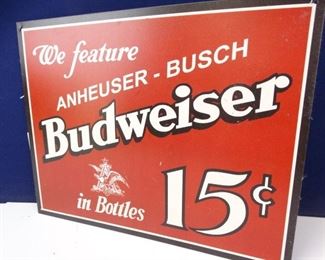 We feature
ANHEUSER - BUSCH
Budweiser
in Bottles
15¢